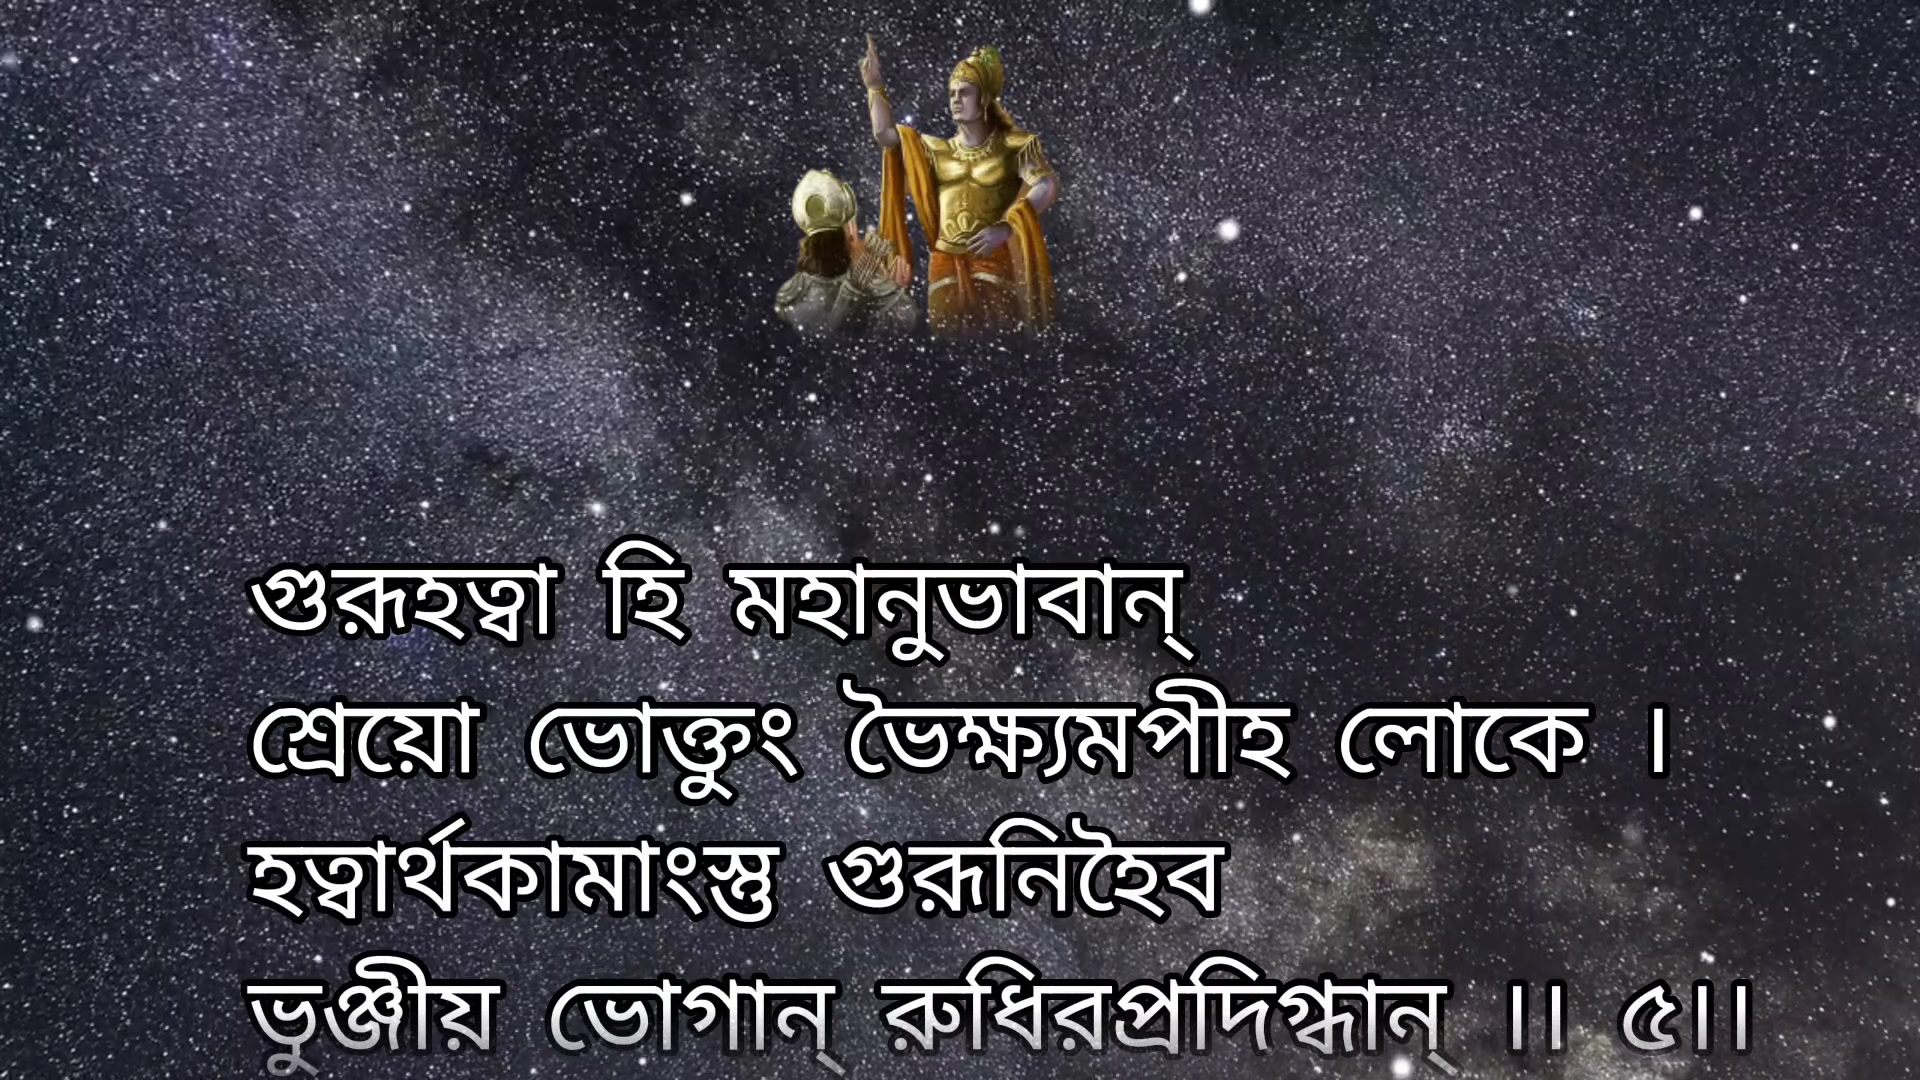 গুরূহত্বা হি মহানুভাবান্
শ্রেয়ো ভোক্তুং ভৈক্ষ্যমপীহ লোকে ।
হত্বার্থকামাংস্তু গুরূনিহৈব
ভুঞ্জীয় ভোগান্ রুধিরপ্রদিগ্ধান্ ।। ৫।।